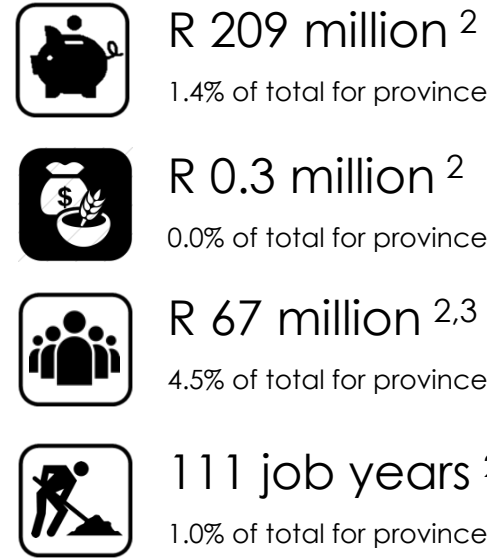 R 209 million 2
1.4% of total for province
$
R 0.3 million 2
0.0% of total for province
R 67 million 2,3
4.5% of total for province
111 job years
1.0% of total for province